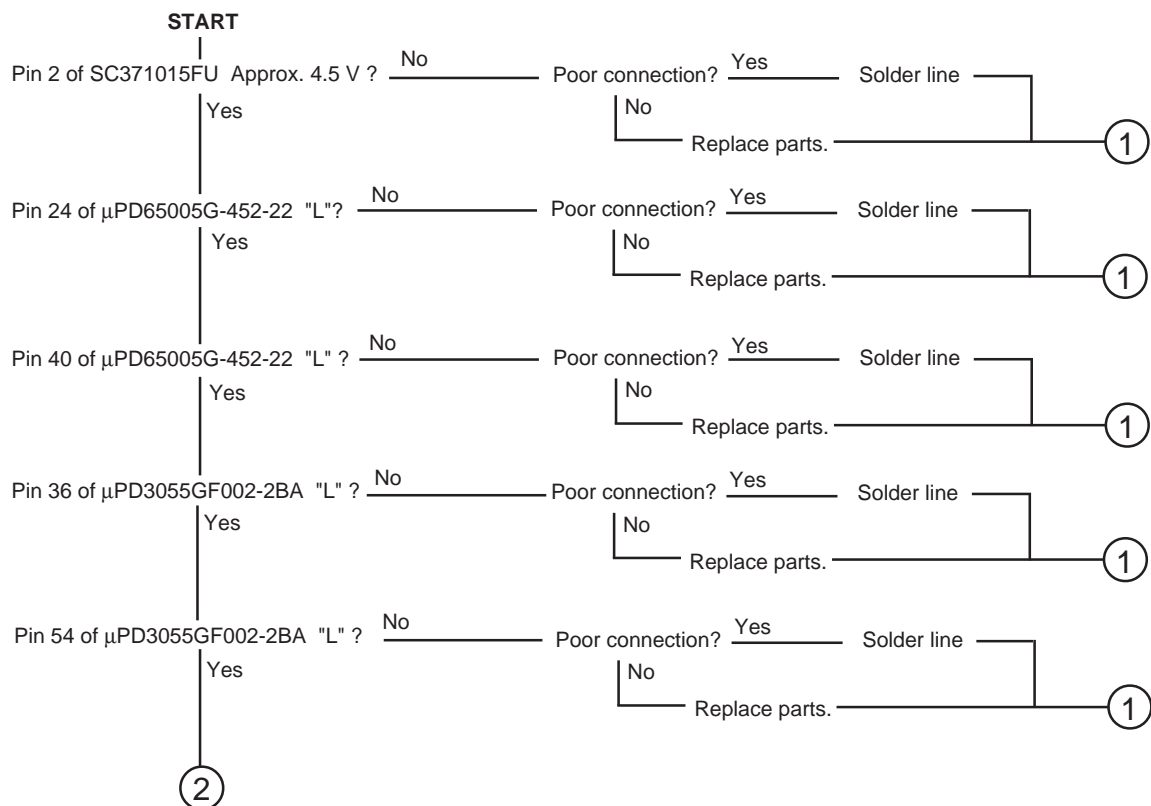 START
Pin 2 of SC371015FU Approx. 4.5 V ? No Poor connection? Yes Solder line
Yes No
Replace parts. 1
Pin 24 of µPD65005G-452-22 "L"? No Poor connection? Yes Solder line
Yes No
Replace parts. 1
Pin 40 of µPD65005G-452-22 "L" ? No Poor connection? Yes Solder line
Yes No
Replace parts. 1
Pin 36 of µPD3055GF002-2BA "L" ? No Poor connection? Yes Solder line
Yes No
Replace parts. 1
Pin 54 of µPD3055GF002-2BA "L" ? No Poor connection? Yes Solder line
Yes No
Replace parts. 1
2